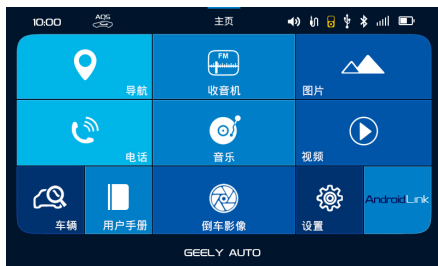 10:00 AQS 主页
导航
FM
收音机
图片
电话
音乐
视频
车辆
用户手册
倒车影像
设置
AndroidLink
GEELY AUTO